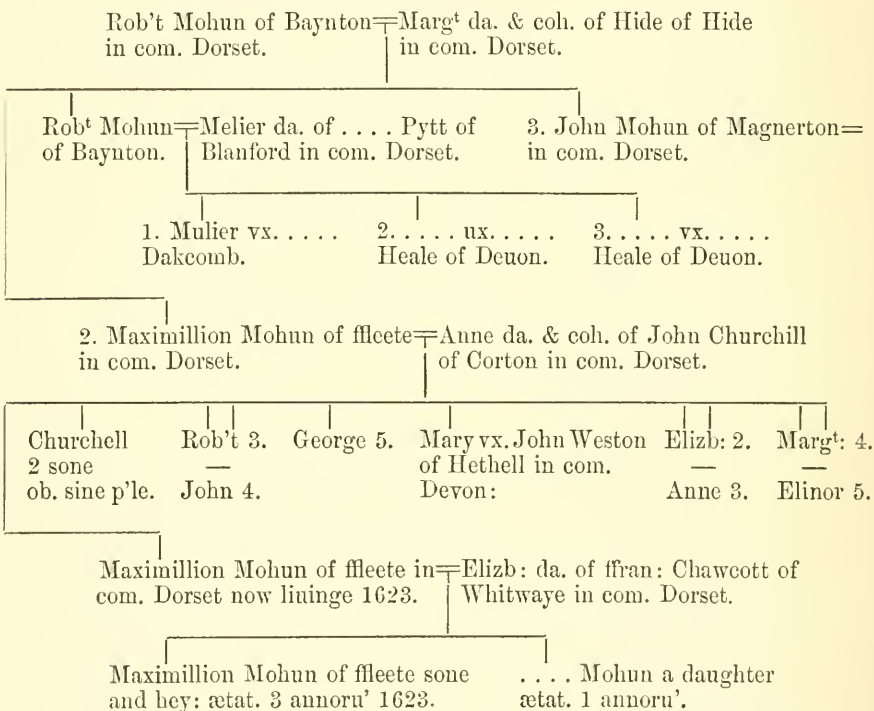 Rob't Mohun of Baynton=Margᵗ da. & coh. of Hide of Hide
in com. Dorset. in com. Dorset.
Robᵗ Mohun=Melier da. of . . . . Pytt of 3. John Mohun of Magnerton=
of Baynton. Blanford in com. Dorset. in com. Dorset.
1. Mulier vx. . . . . 2. . . . . ux. . . . . 3. . . . . vx. . . . .
Dakcomb. Heale of Deuon. Heale of Deuon.
2. Maximillion Mohun of ffleete=Anne da. & coh. of John Churchill
in com. Dorset. of Corton in com. Dorset.
Churchell Rob't 3. George 5. Mary vx. John Weston Elizb: 2. Margᵗ: 4.
2 sone — of Hethell in com. — —
ob. sine p'le. John 4. Devon: Anne 3. Elinor 5.
Maximillion Mohun of ffleete in=Elizb: da. of ffran: Chawcott of
com. Dorset now liuinge 1623. Whitwaye in com. Dorset.
Maximillion Mohun of ffleete sone . . . . Mohun a daughter
and hey: ætat. 3 annoru' 1623. ætat. 1 annoru'.